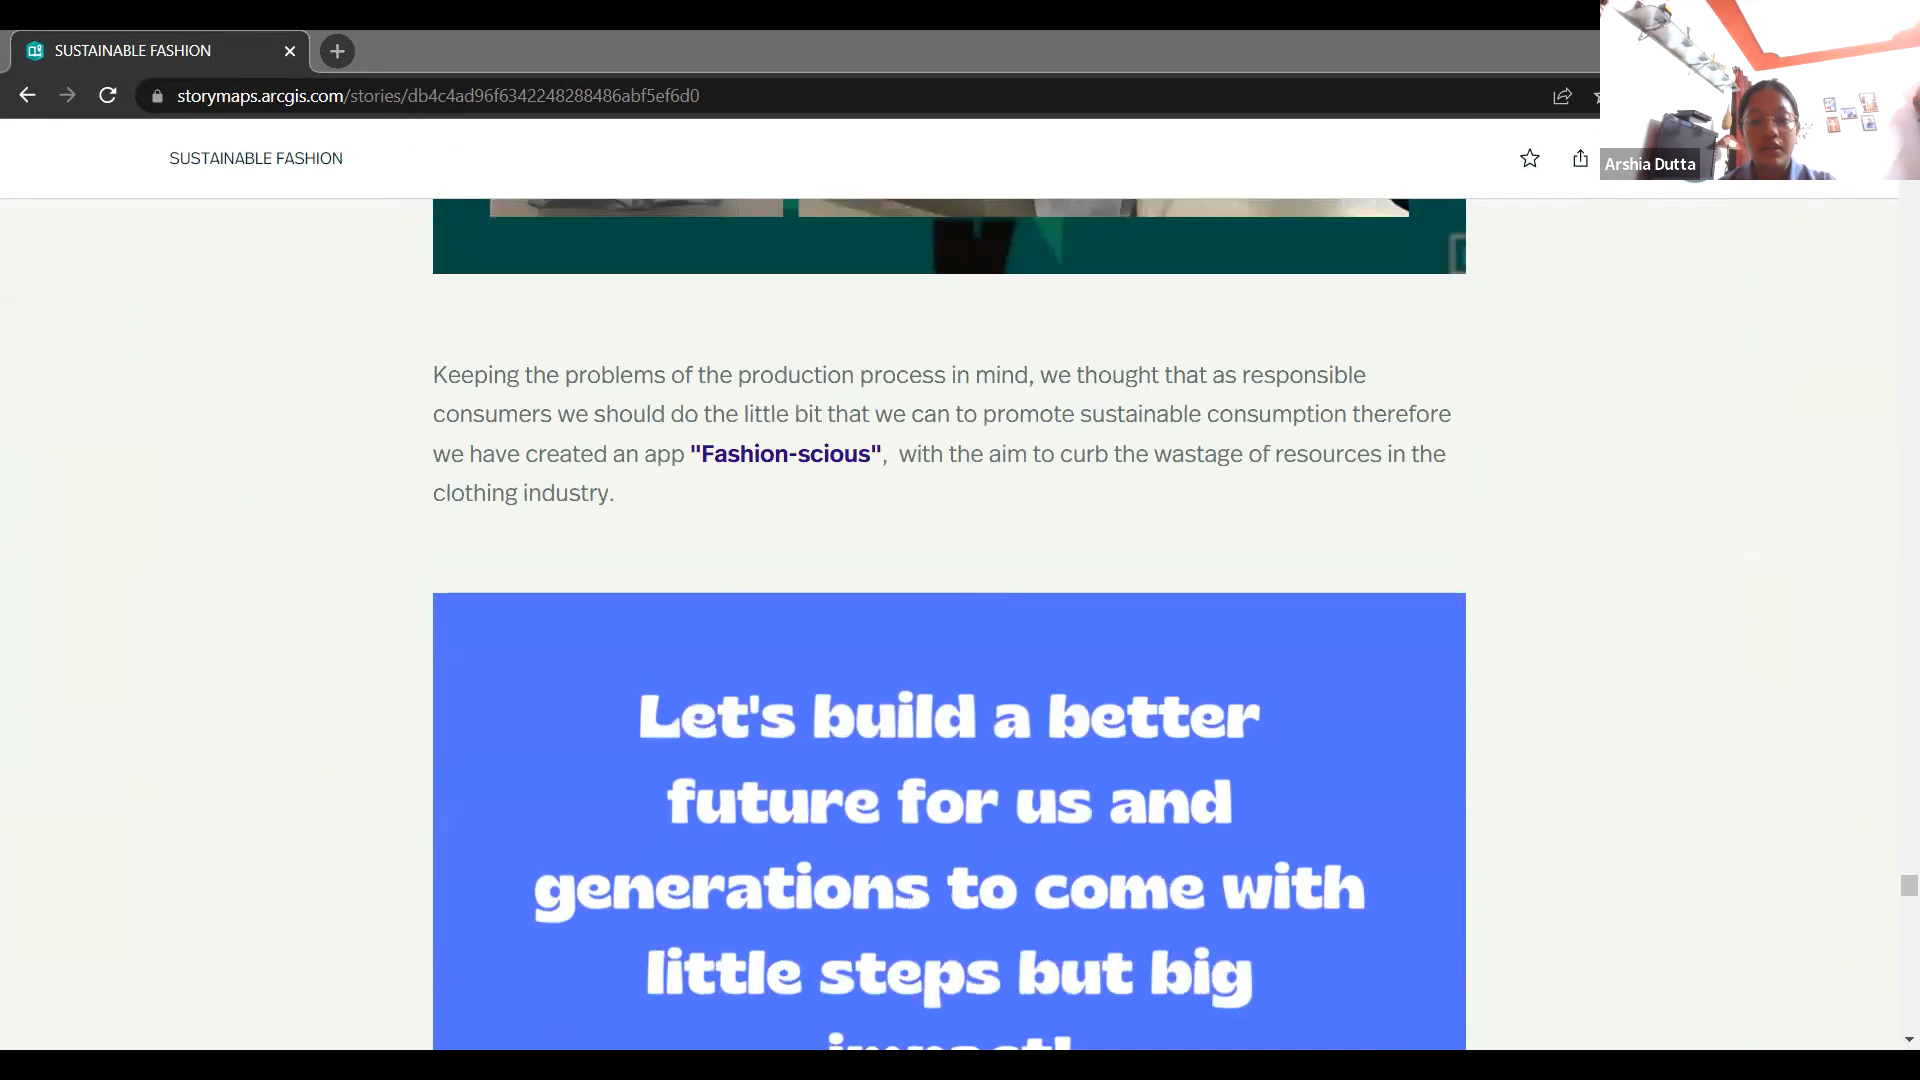 SUSTAINABLE FASHION
storymaps.arcgis.com/stories/db4c4ad96f6342248288486abf5ef6d0
SUSTAINABLE FASHION
Arshia Dutta
Keeping the problems of the production process in mind, we thought that as responsible
consumers we should do the little bit that we can to promote sustainable consumption therefore
we have created an app "Fashion-scious",  with the aim to curb the wastage of resources in the
clothing industry.
Let's build a better
future for us and
generations to come with
little steps but big
impact!